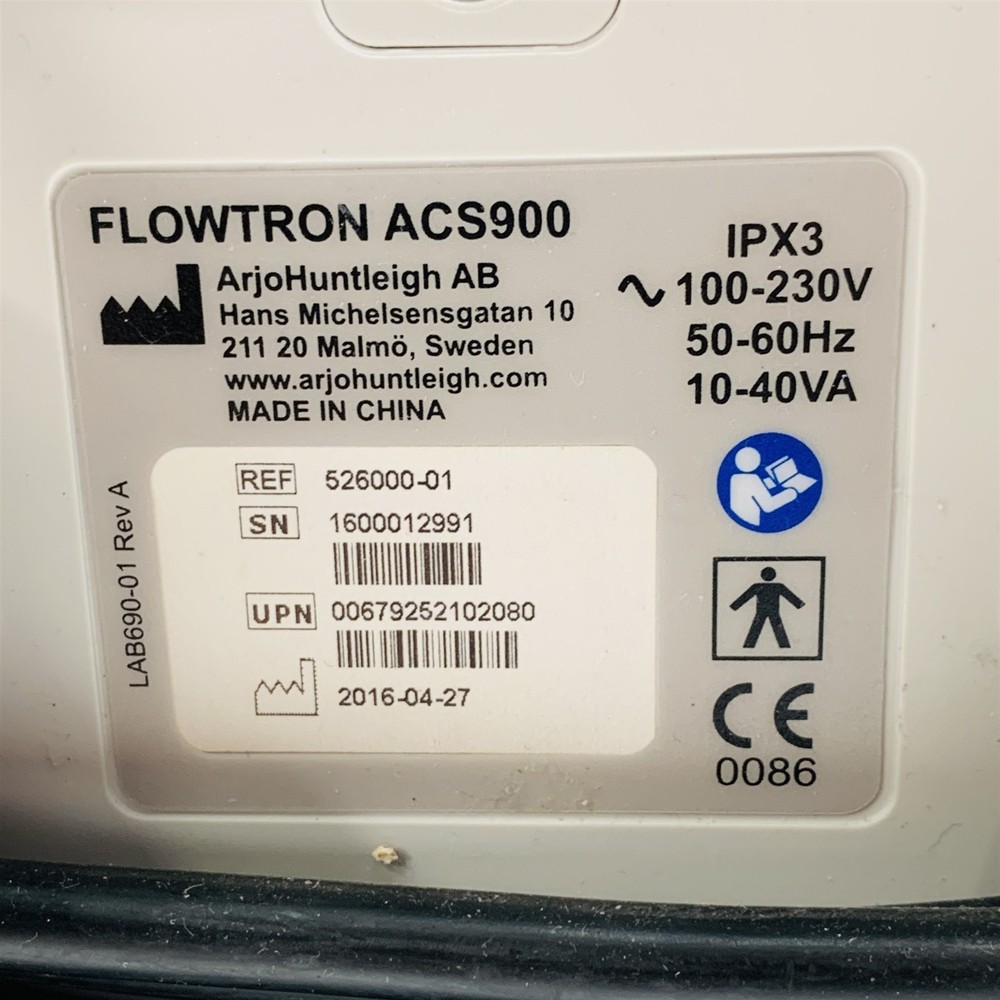 FLOWTRON ACS900
ArjoHuntleigh AB
Hans Michelsensgatan 10
211 20 Malmö, Sweden
www.arjohuntleigh.com
MADE IN CHINA
IPX3
100-230V
50-60Hz
10-40VA
REF 526000-01
SN 1600012991
UPN 00679252102080
2016-04-27
LAB690-01 Rev A
CE
0086